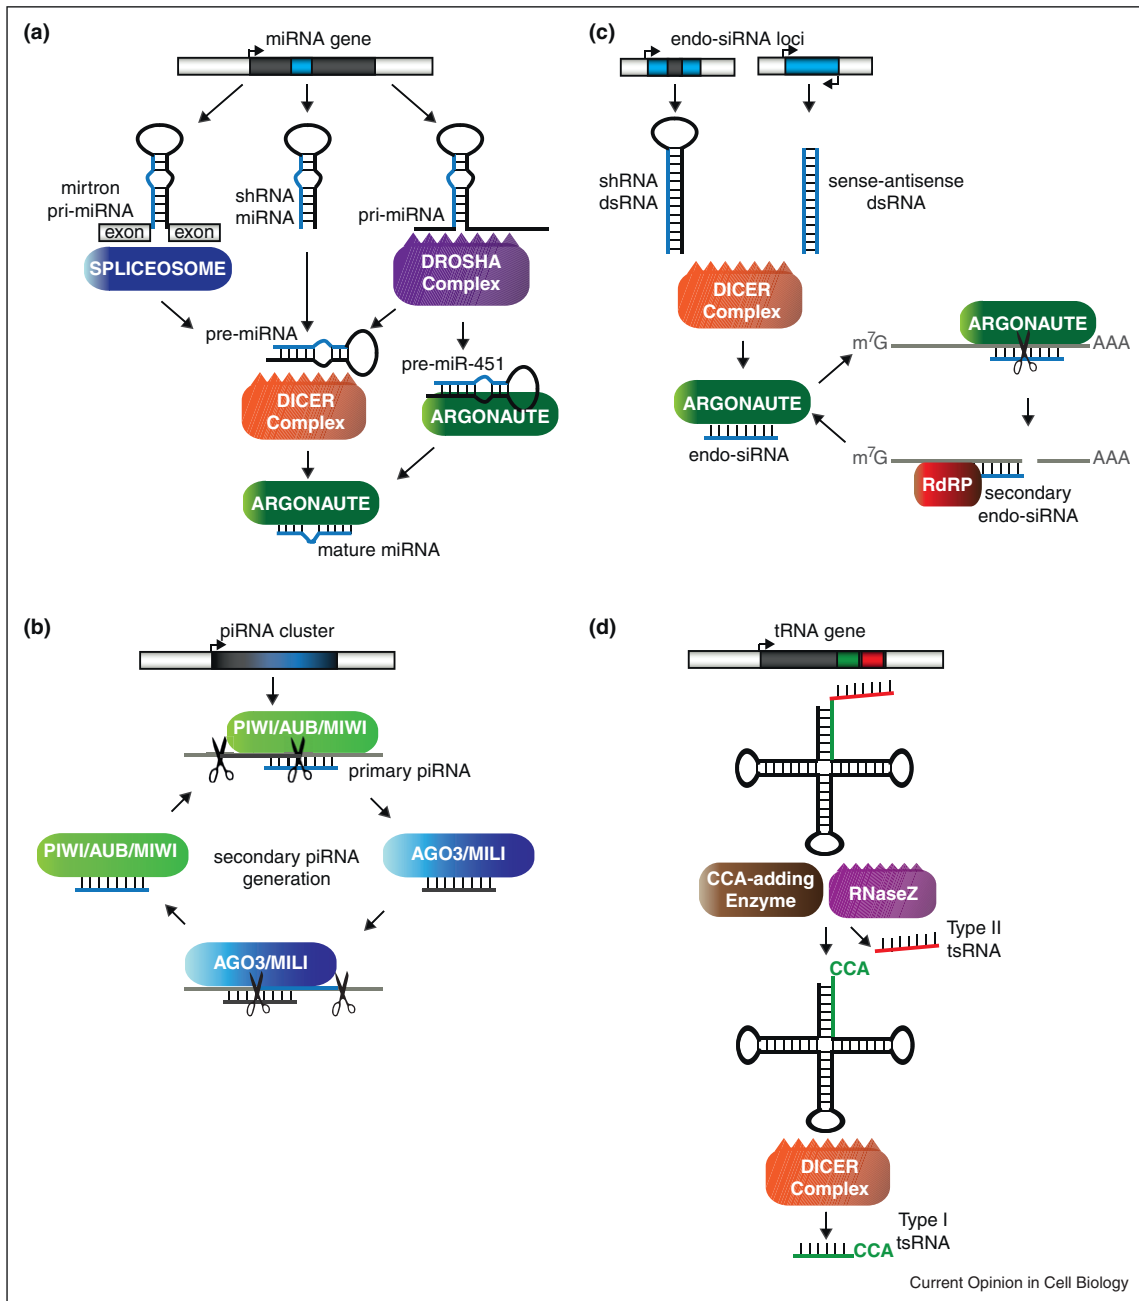 (a)
miRNA gene
mirtron
pri-miRNA
shRNA
miRNA
pri-miRNA
exon
exon
SPLICEOSOME
DROSHA
Complex
pre-miRNA
pre-miR-451
DICER
Complex
ARGONAUTE
ARGONAUTE
mature miRNA
(b)
piRNA cluster
PIWI/AUB/MIWI
primary piRNA
PIWI/AUB/MIWI
secondary piRNA
generation
AGO3/MILI
AGO3/MILI
(c)
endo-siRNA loci
shRNA
dsRNA
sense-antisense
dsRNA
DICER
Complex
ARGONAUTE
m⁷G
AAA
ARGONAUTE
endo-siRNA
m⁷G
AAA
RdRP
secondary
endo-siRNA
(d)
tRNA gene
CCA-adding
Enzyme
RNaseZ
Type II
tsRNA
CCA
DICER
Complex
Type I
tsRNA
CCA
Current Opinion in Cell Biology